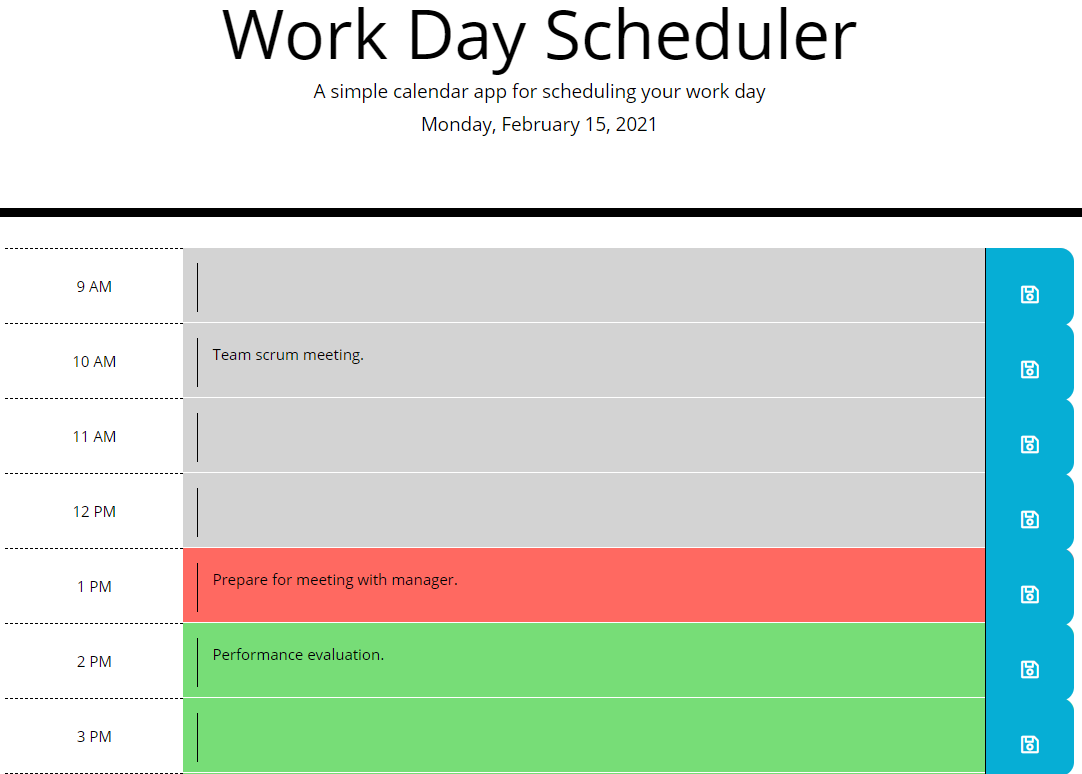 Work Day Scheduler
A simple calendar app for scheduling your work day
Monday, February 15, 2021
9 AM
10 AM
Team scrum meeting.
11 AM
12 PM
1 PM
Prepare for meeting with manager.
2 PM
Performance evaluation.
3 PM